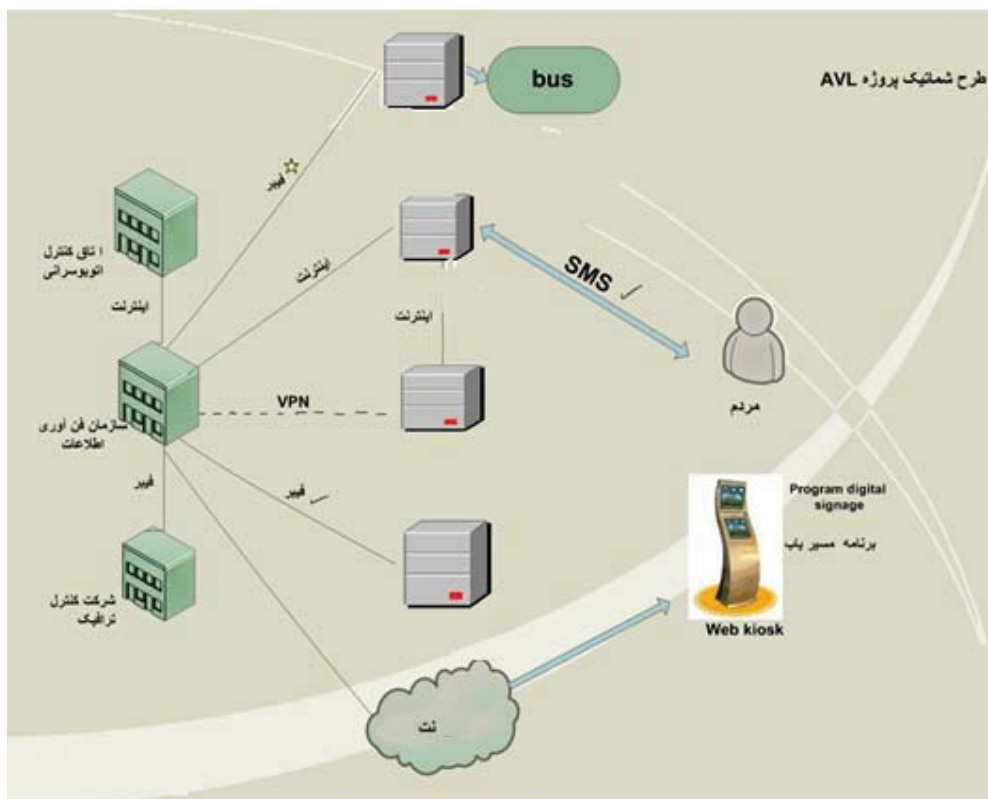 طرح شماتیک پروژه AVL
bus
فیبر
ا تاق کنترل
اتوبوسرانی
اینترنت
اینترنت
SMS
اینترنت
مردم
VPN
سازمان فن آوری
اطلاعات
فیبر
فیبر
Program digital
signage
برنامه مسیر یاب
شرکت کنترل
ترافیک
Web kiosk
نت